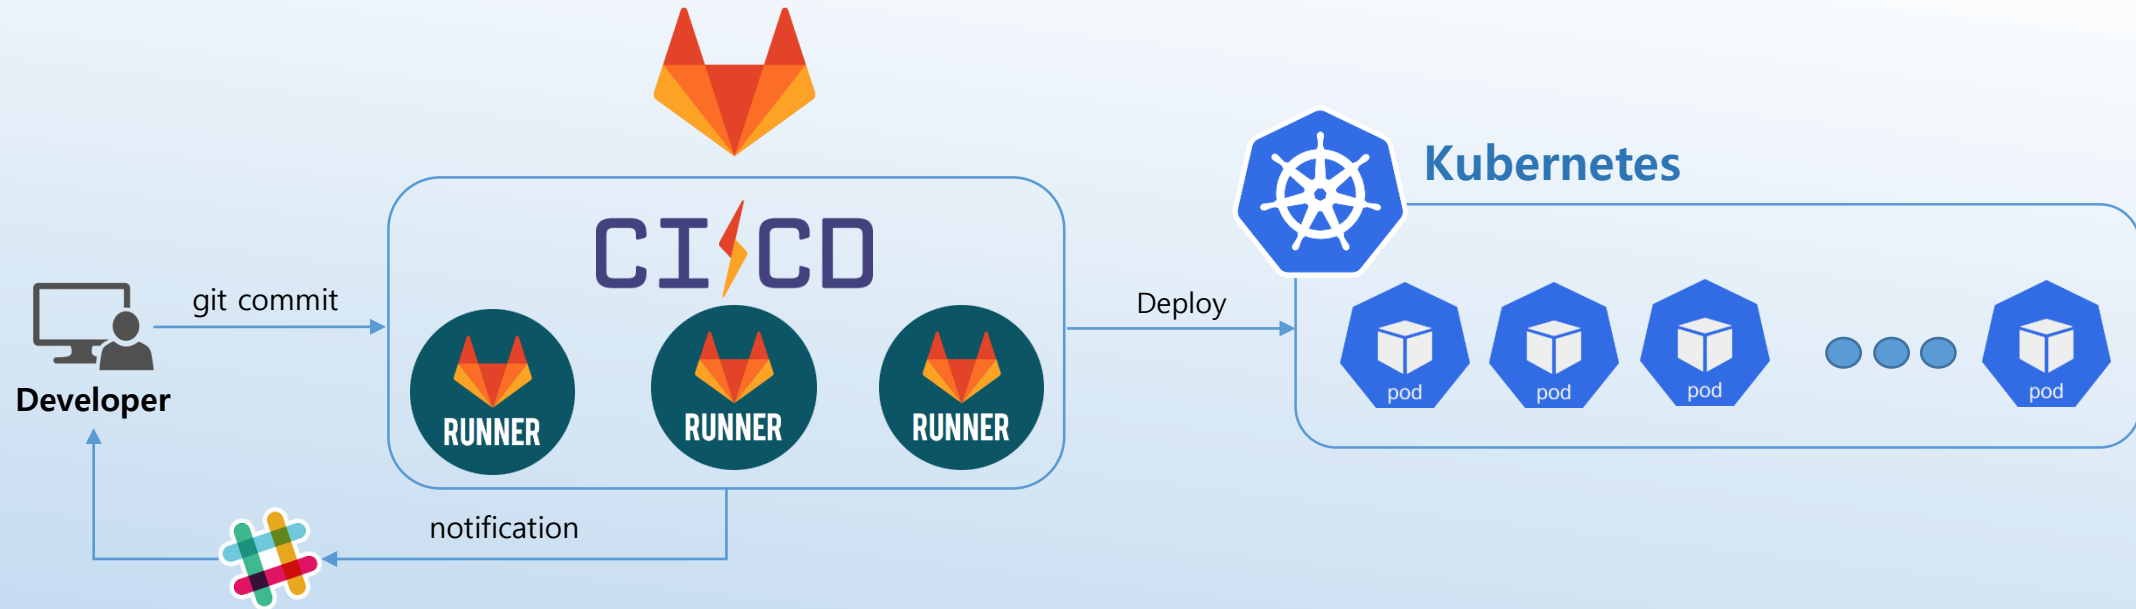 Kubernetes
CI CD
git commit
Deploy
Developer
RUNNER
RUNNER
RUNNER
pod
pod
pod
pod
notification